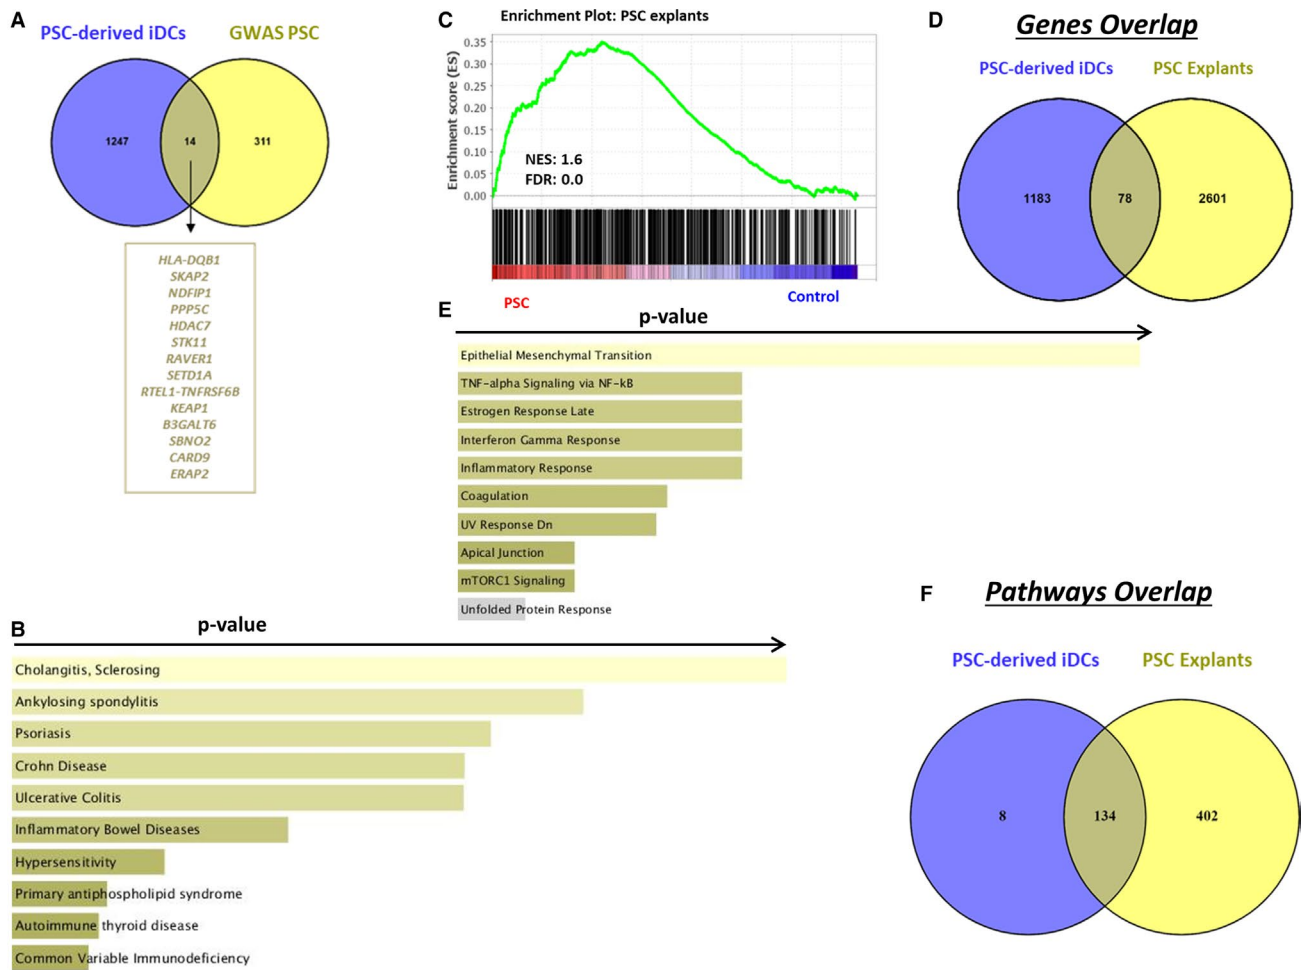 A
PSC-derived iDCs
GWAS PSC
1247
14
311
HLA-DQB1
SKAP2
NDFIP1
PPP5C
HDAC7
STK11
RAVER1
SETD1A
RTEL1-TNFRSF6B
KEAP1
B3GALT6
SBNO2
CARD9
ERAP2
B
p-value
Cholangitis, Sclerosing
Ankylosing spondylitis
Psoriasis
Crohn Disease
Ulcerative Colitis
Inflammatory Bowel Diseases
Hypersensitivity
Primary antiphospholipid syndrome
Autoimmune thyroid disease
Common Variable Immunodeficiency
C
Enrichment Plot: PSC explants
Enrichment score (ES)
0.35
0.30
0.25
0.20
0.15
0.10
0.05
0.00
NES: 1.6
FDR: 0.0
PSC
Control
D
Genes Overlap
PSC-derived iDCs
PSC Explants
1183
78
2601
E
p-value
Epithelial Mesenchymal Transition
TNF-alpha Signaling via NF-kB
Estrogen Response Late
Interferon Gamma Response
Inflammatory Response
Coagulation
UV Response Dn
Apical Junction
mTORC1 Signaling
Unfolded Protein Response
F
Pathways Overlap
PSC-derived iDCs
PSC Explants
8
134
402